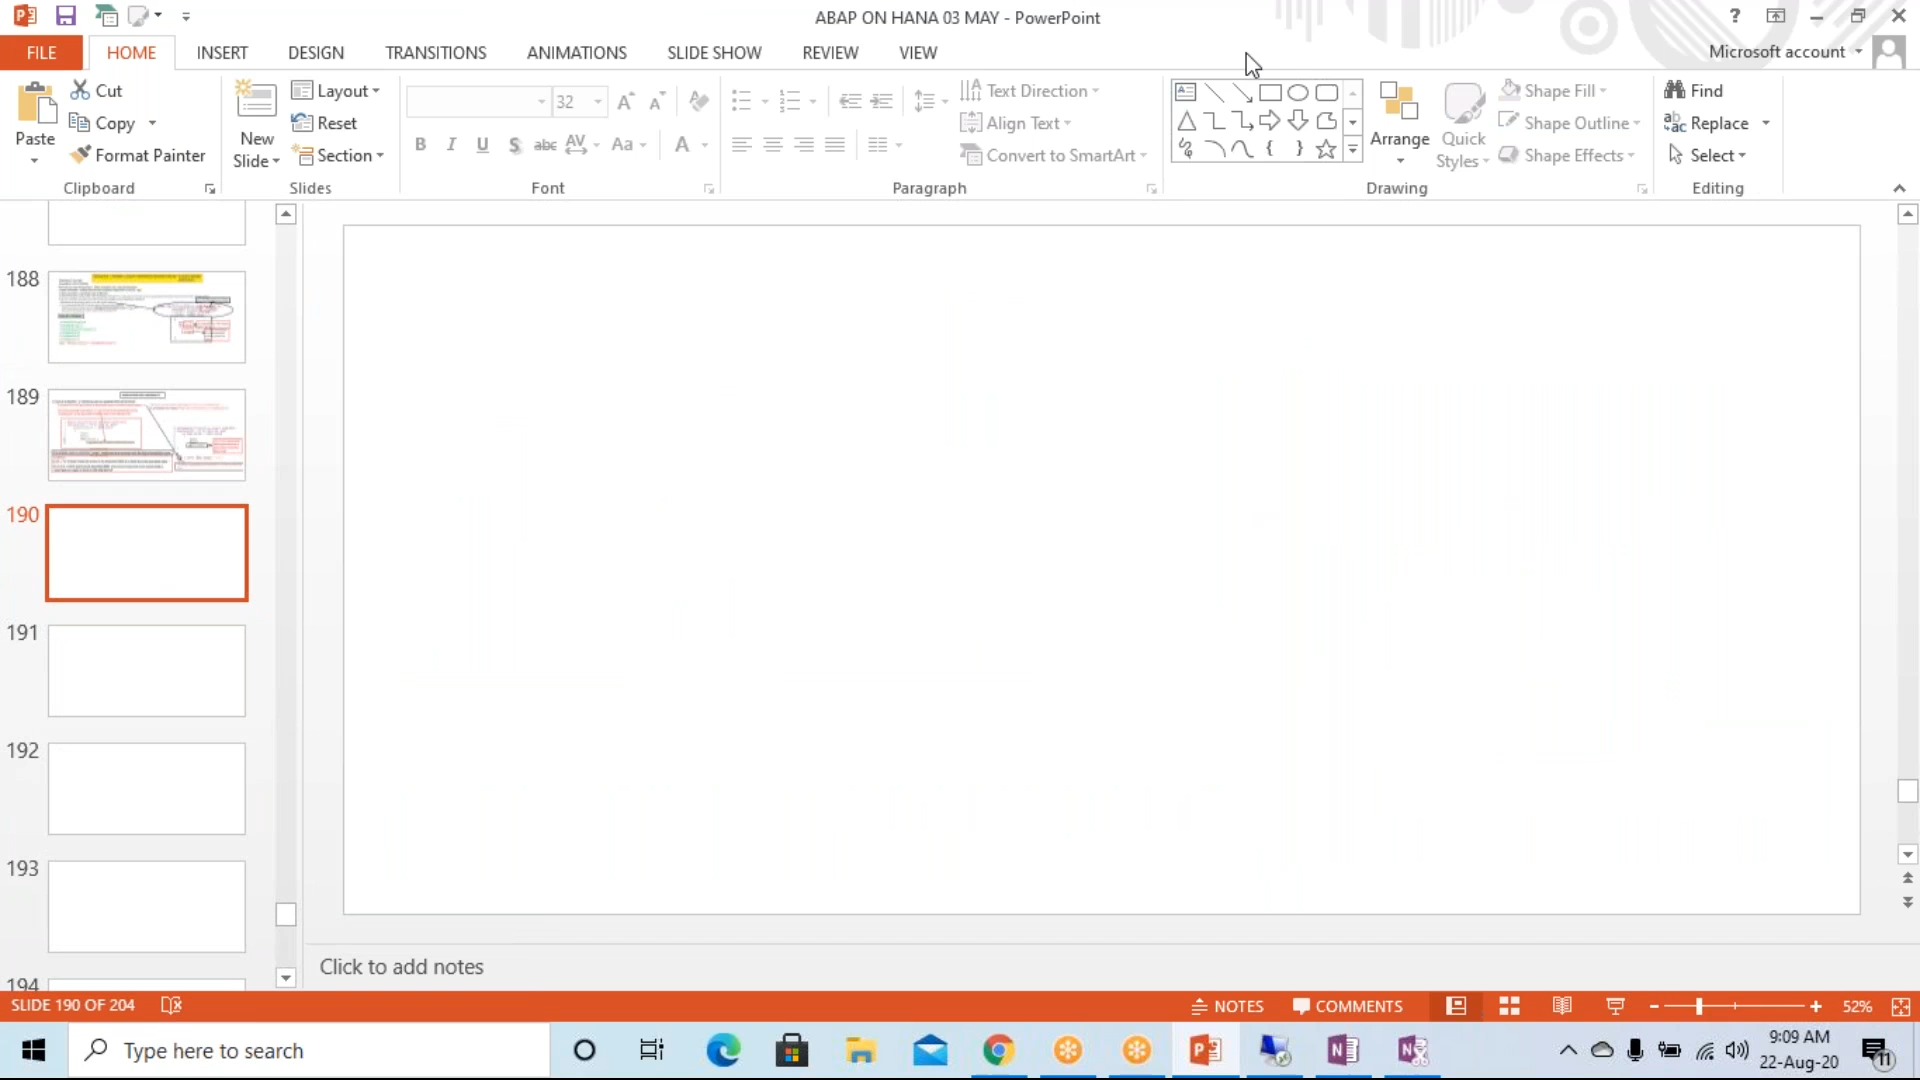 ABAP ON HANA 03 MAY - PowerPoint
?
FILE
HOME
INSERT
DESIGN
TRANSITIONS
ANIMATIONS
SLIDE SHOW
REVIEW
VIEW
Microsoft account
Paste
Cut
Copy
Format Painter
Clipboard
New
Slide
Layout
Reset
Section
Slides
32
B I U S abc AV Aa A
Font
Text Direction
Align Text
Convert to SmartArt
Paragraph
Arrange
Quick
Styles
Shape Fill
Shape Outline
Shape Effects
Drawing
Find
Replace
Select
Editing
188
189
190
191
192
193
194
Click to add notes
SLIDE 190 OF 204
NOTES
COMMENTS
52%
Type here to search
9:09 AM
22-Aug-20
11